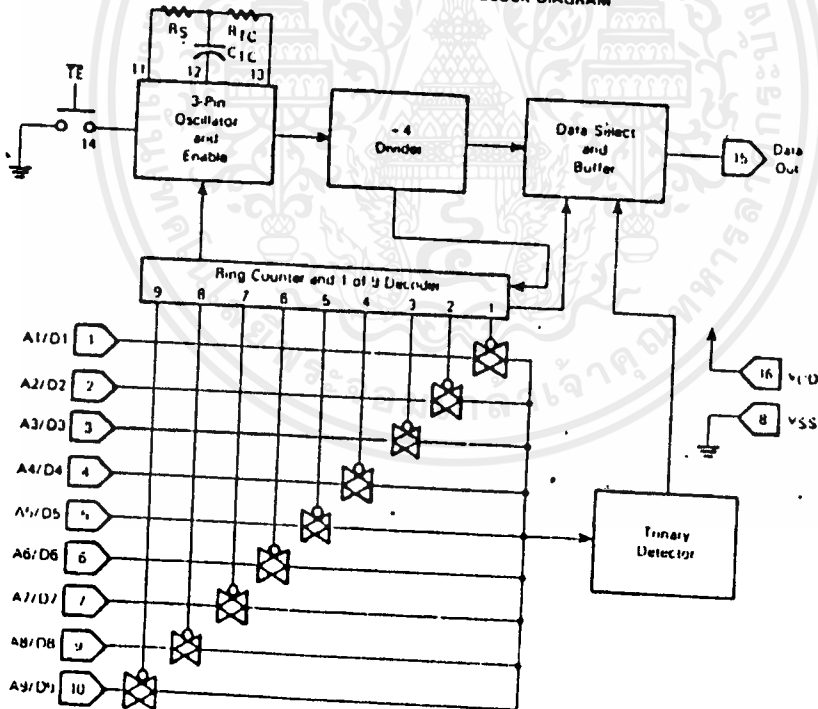 BLOCK DIAGRAM
RS
RTC
CTC
11
12
13
TE
14
3-Pin
Oscillator
and
Enable
÷ 4
Divider
Data Select
and
Buffer
15
Data
Out
Ring Counter and 1 of 9 Decoder
9 8 7 6 5 4 3 2 1
A1/D1 1
A2/D2 2
A3/D3 3
A4/D4 4
A5/D5 5
A6/D6 6
A7/D7 7
A8/D8 9
A9/D9 10
16 VDD
8 VSS
Trinary
Detector